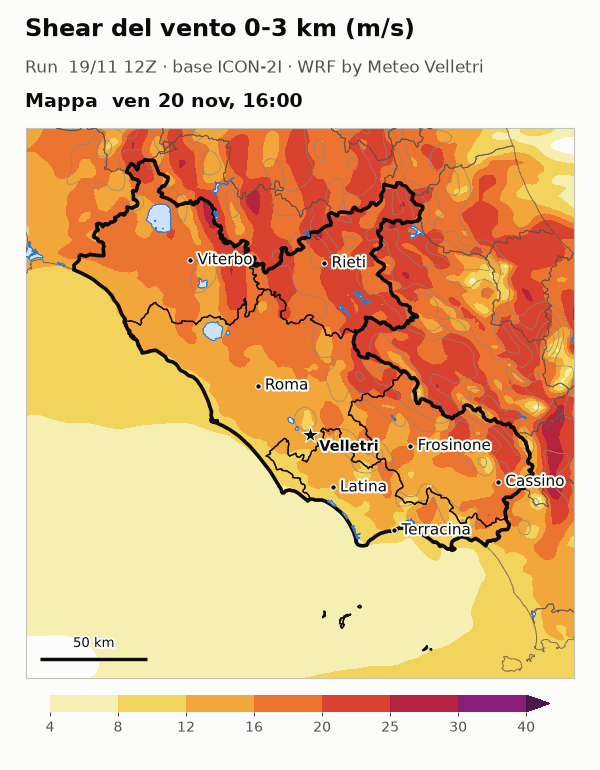 Shear del vento 0-3 km (m/s)
Run  19/11 12Z · base ICON-2I · WRF by Meteo Velletri
Mappa  ven 20 nov, 16:00
Viterbo
Rieti
Roma
Velletri
Frosinone
Cassino
Latina
Terracina
50 km
4 8 12 16 20 25 30 40